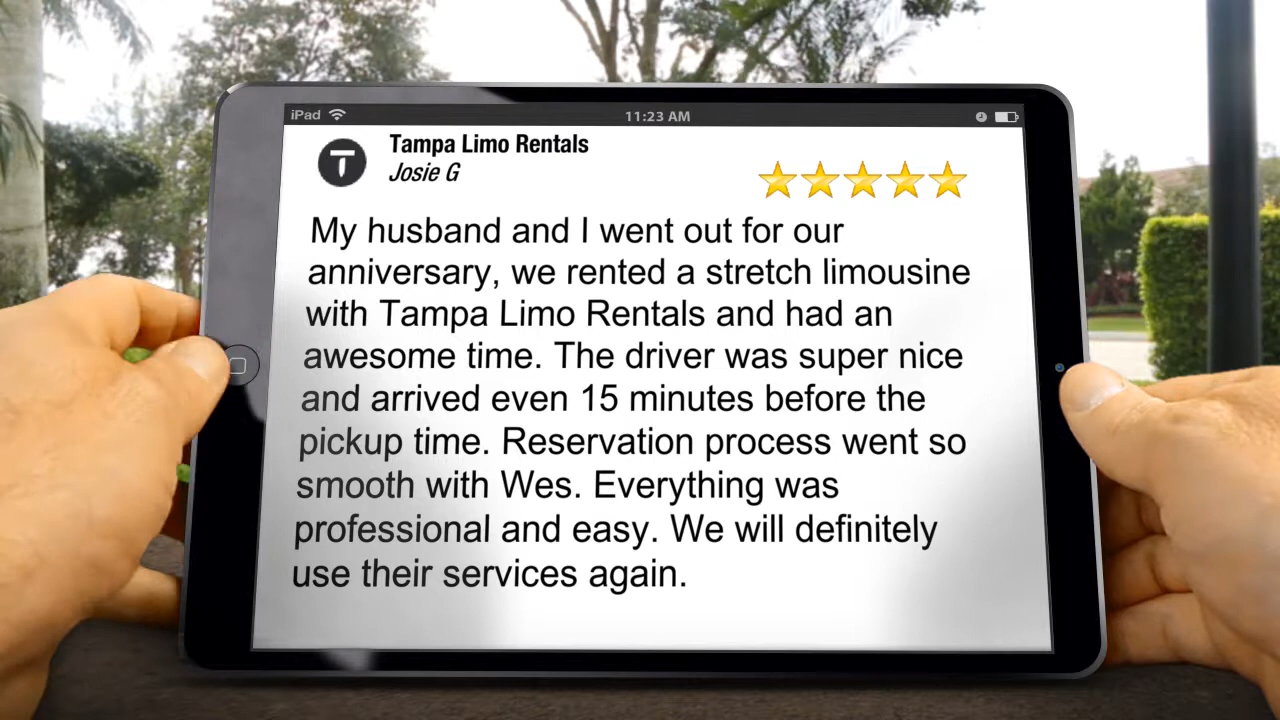 iPad 11:23 AM
T
Tampa Limo Rentals
Josie G
My husband and I went out for our
anniversary, we rented a stretch limousine
with Tampa Limo Rentals and had an
awesome time. The driver was super nice
and arrived even 15 minutes before the
pickup time. Reservation process went so
smooth with Wes. Everything was
professional and easy. We will definitely
use their services again.